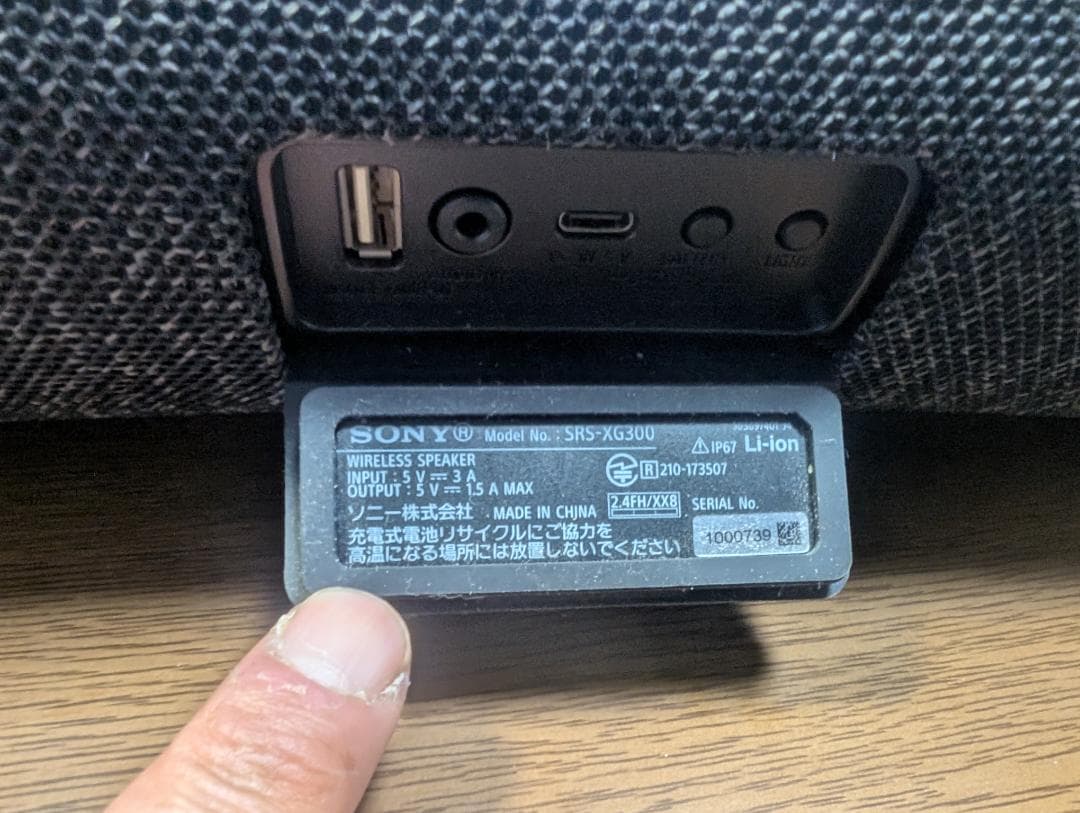 SONY® Model No. : SRS-XG300
WIRELESS SPEAKER
INPUT : 5 V ⎓ 3 A
OUTPUT : 5 V ⎓ 1.5 A MAX
ソニー株式会社 . MADE IN CHINA
充電式電池リサイクルにご協力を
高温になる場所には放置しないでください
⚠IP67 Li-ion
R 210-173507
2.4FH/XX8
SERIAL No.
1000739